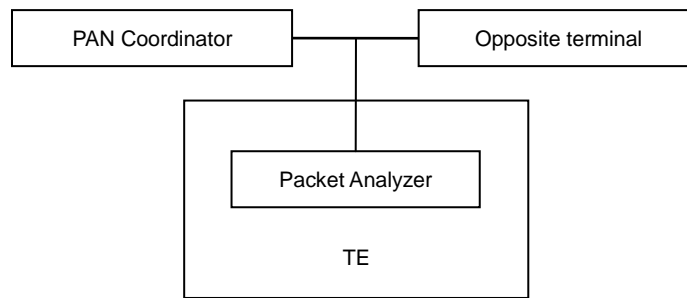 PAN Coordinator
Opposite terminal
Packet Analyzer
TE